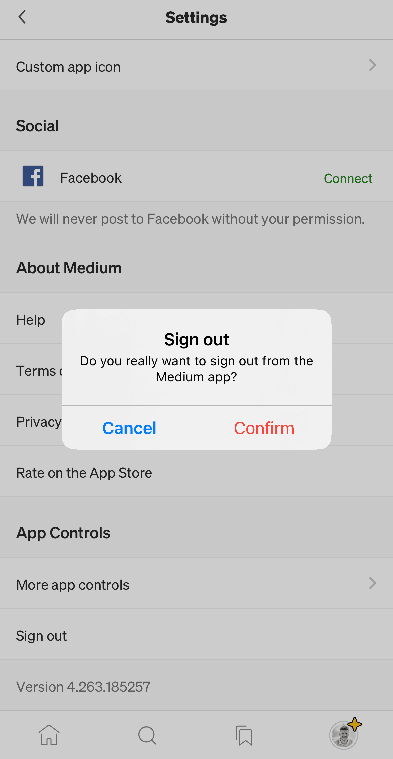 Settings
Custom app icon
Social
Facebook
Connect
We will never post to Facebook without your permission.
About Medium
Help
Sign out
Do you really want to sign out from the
Medium app?
Terms
Cancel
Confirm
Privacy
Rate on the App Store
App Controls
More app controls
Sign out
Version 4.263.185257